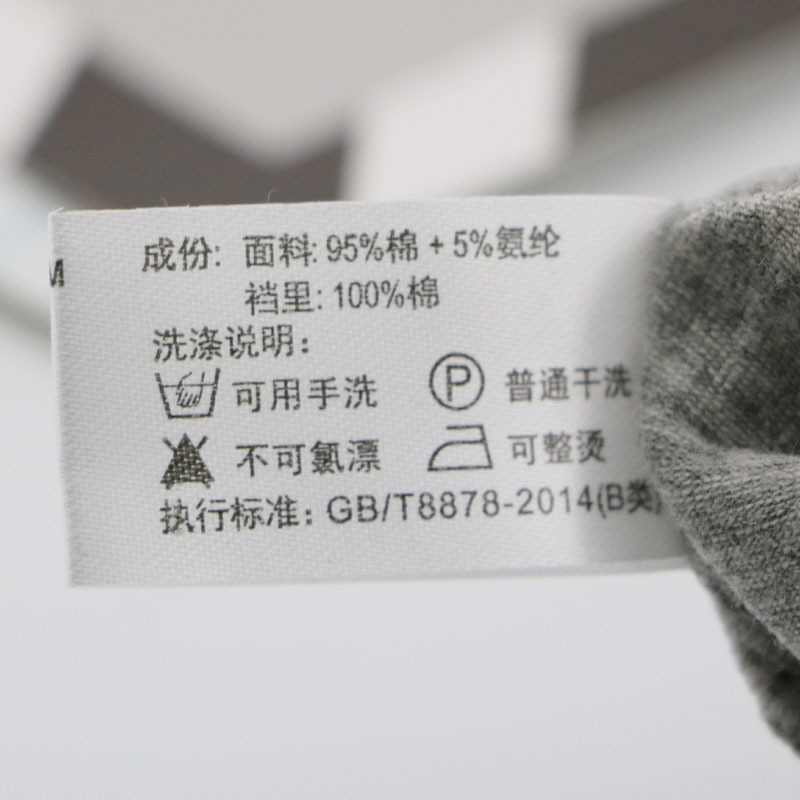 M
成份: 面料: 95%棉 + 5%氨纶
裆里: 100%棉
洗涤说明:
可用手洗 P 普通干洗
不可氯漂 可整烫
执行标准: GB/T8878-2014(B类)